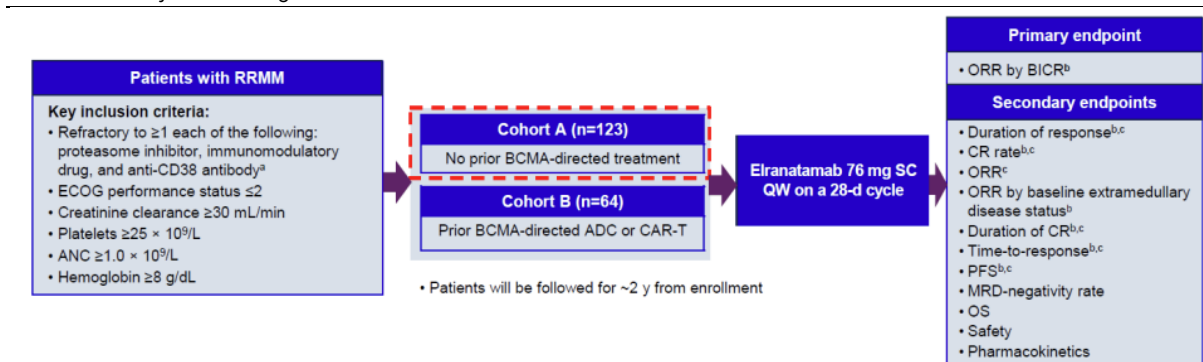 Patients with RRMM
Key inclusion criteria:
• Refractory to ≥1 each of the following:
proteasome inhibitor, immunomodulatory
drug, and anti-CD38 antibodyᵃ
• ECOG performance status ≤2
• Creatinine clearance ≥30 mL/min
• Platelets ≥25 × 10⁹/L
• ANC ≥1.0 × 10⁹/L
• Hemoglobin ≥8 g/dL
Cohort A (n=123)
No prior BCMA-directed treatment
Cohort B (n=64)
Prior BCMA-directed ADC or CAR-T
• Patients will be followed for ~2 y from enrollment
Elranatamab 76 mg SC
QW on a 28-d cycle
Primary endpoint
• ORR by BICRᵇ
Secondary endpoints
• Duration of responseᵇ,ᶜ
• CR rateᵇ,ᶜ
• ORRᶜ
• ORR by baseline extramedullary
disease statusᵇ
• Duration of CRᵇ,ᶜ
• Time-to-responseᵇ,ᶜ
• PFSᵇ,ᶜ
• MRD-negativity rate
• OS
• Safety
• Pharmacokinetics